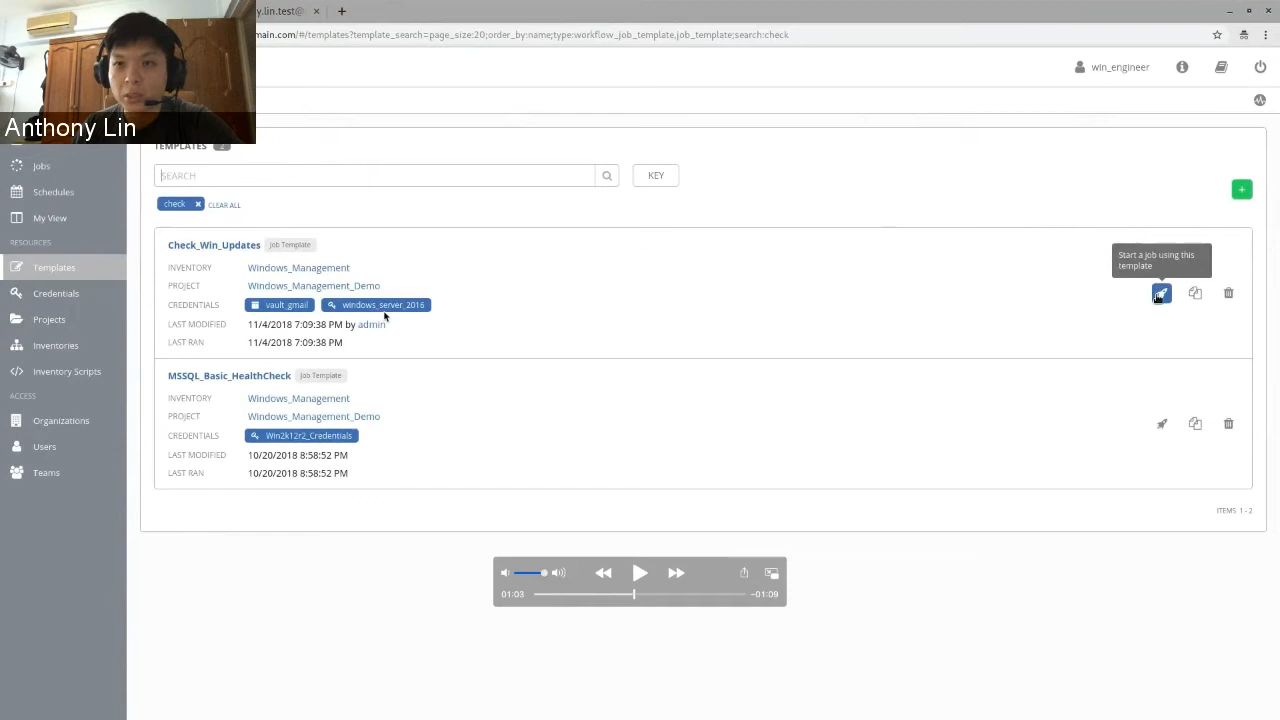 y.lin.test@
main.com/#/templates?template_search=page_size:20;order_by:name;type:workflow_job_template,job_template;search:check
win_engineer
Anthony Lin
TEMPLATES 2
Jobs
Schedules
My View
RESOURCES
Templates
Credentials
Projects
Inventories
Inventory Scripts
ACCESS
Organizations
Users
Teams
SEARCH
KEY
check x CLEAR ALL
+
Check_Win_Updates Job Template
INVENTORY Windows_Management
PROJECT Windows_Management_Demo
CREDENTIALS vault_gmail windows_server_2016
LAST MODIFIED 11/4/2018 7:09:38 PM by admin
LAST RAN 11/4/2018 7:09:38 PM
Start a job using this
template
MSSQL_Basic_HealthCheck Job Template
INVENTORY Windows_Management
PROJECT Windows_Management_Demo
CREDENTIALS Win2k12r2_Credentials
LAST MODIFIED 10/20/2018 8:58:52 PM
LAST RAN 10/20/2018 8:58:52 PM
ITEMS 1 - 2
01:03 −01:09